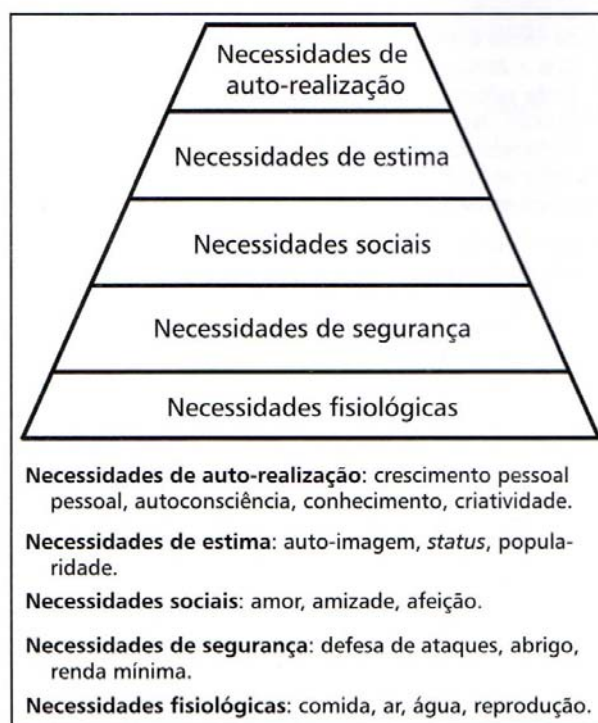 Necessidades de
auto-realização
Necessidades de estima
Necessidades sociais
Necessidades de segurança
Necessidades fisiológicas
Necessidades de auto-realização: crescimento pessoal
pessoal, autoconsciência, conhecimento, criatividade.
Necessidades de estima: auto-imagem, status, popula-
ridade.
Necessidades sociais: amor, amizade, afeição.
Necessidades de segurança: defesa de ataques, abrigo,
renda mínima.
Necessidades fisiológicas: comida, ar, água, reprodução.